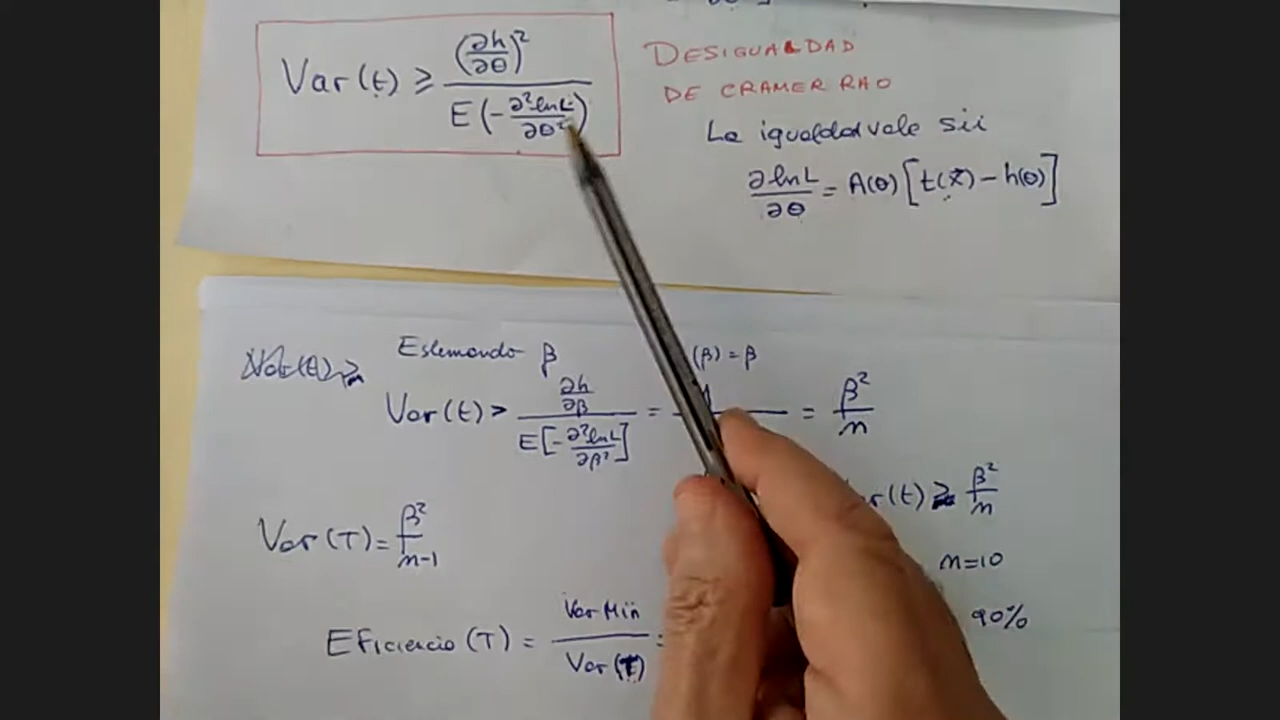 Var (t) ≥ (∂h/∂θ)² / E(-∂²lnL/∂θ²)
DESIGUALDAD
DE CRAMER RAO
La igualdad vale sii
∂lnL/∂θ = A(θ) [t(x) - h(θ)]
Estimando β
(β) = β
Var(t) > ∂h/∂β / E[-∂²lnL/∂β²] = = β²/n
(t) ≥ β²/n
Var (T) = β²/n-1
n=10
Eficiencia (T) = Var Min / Var (T) =
90%